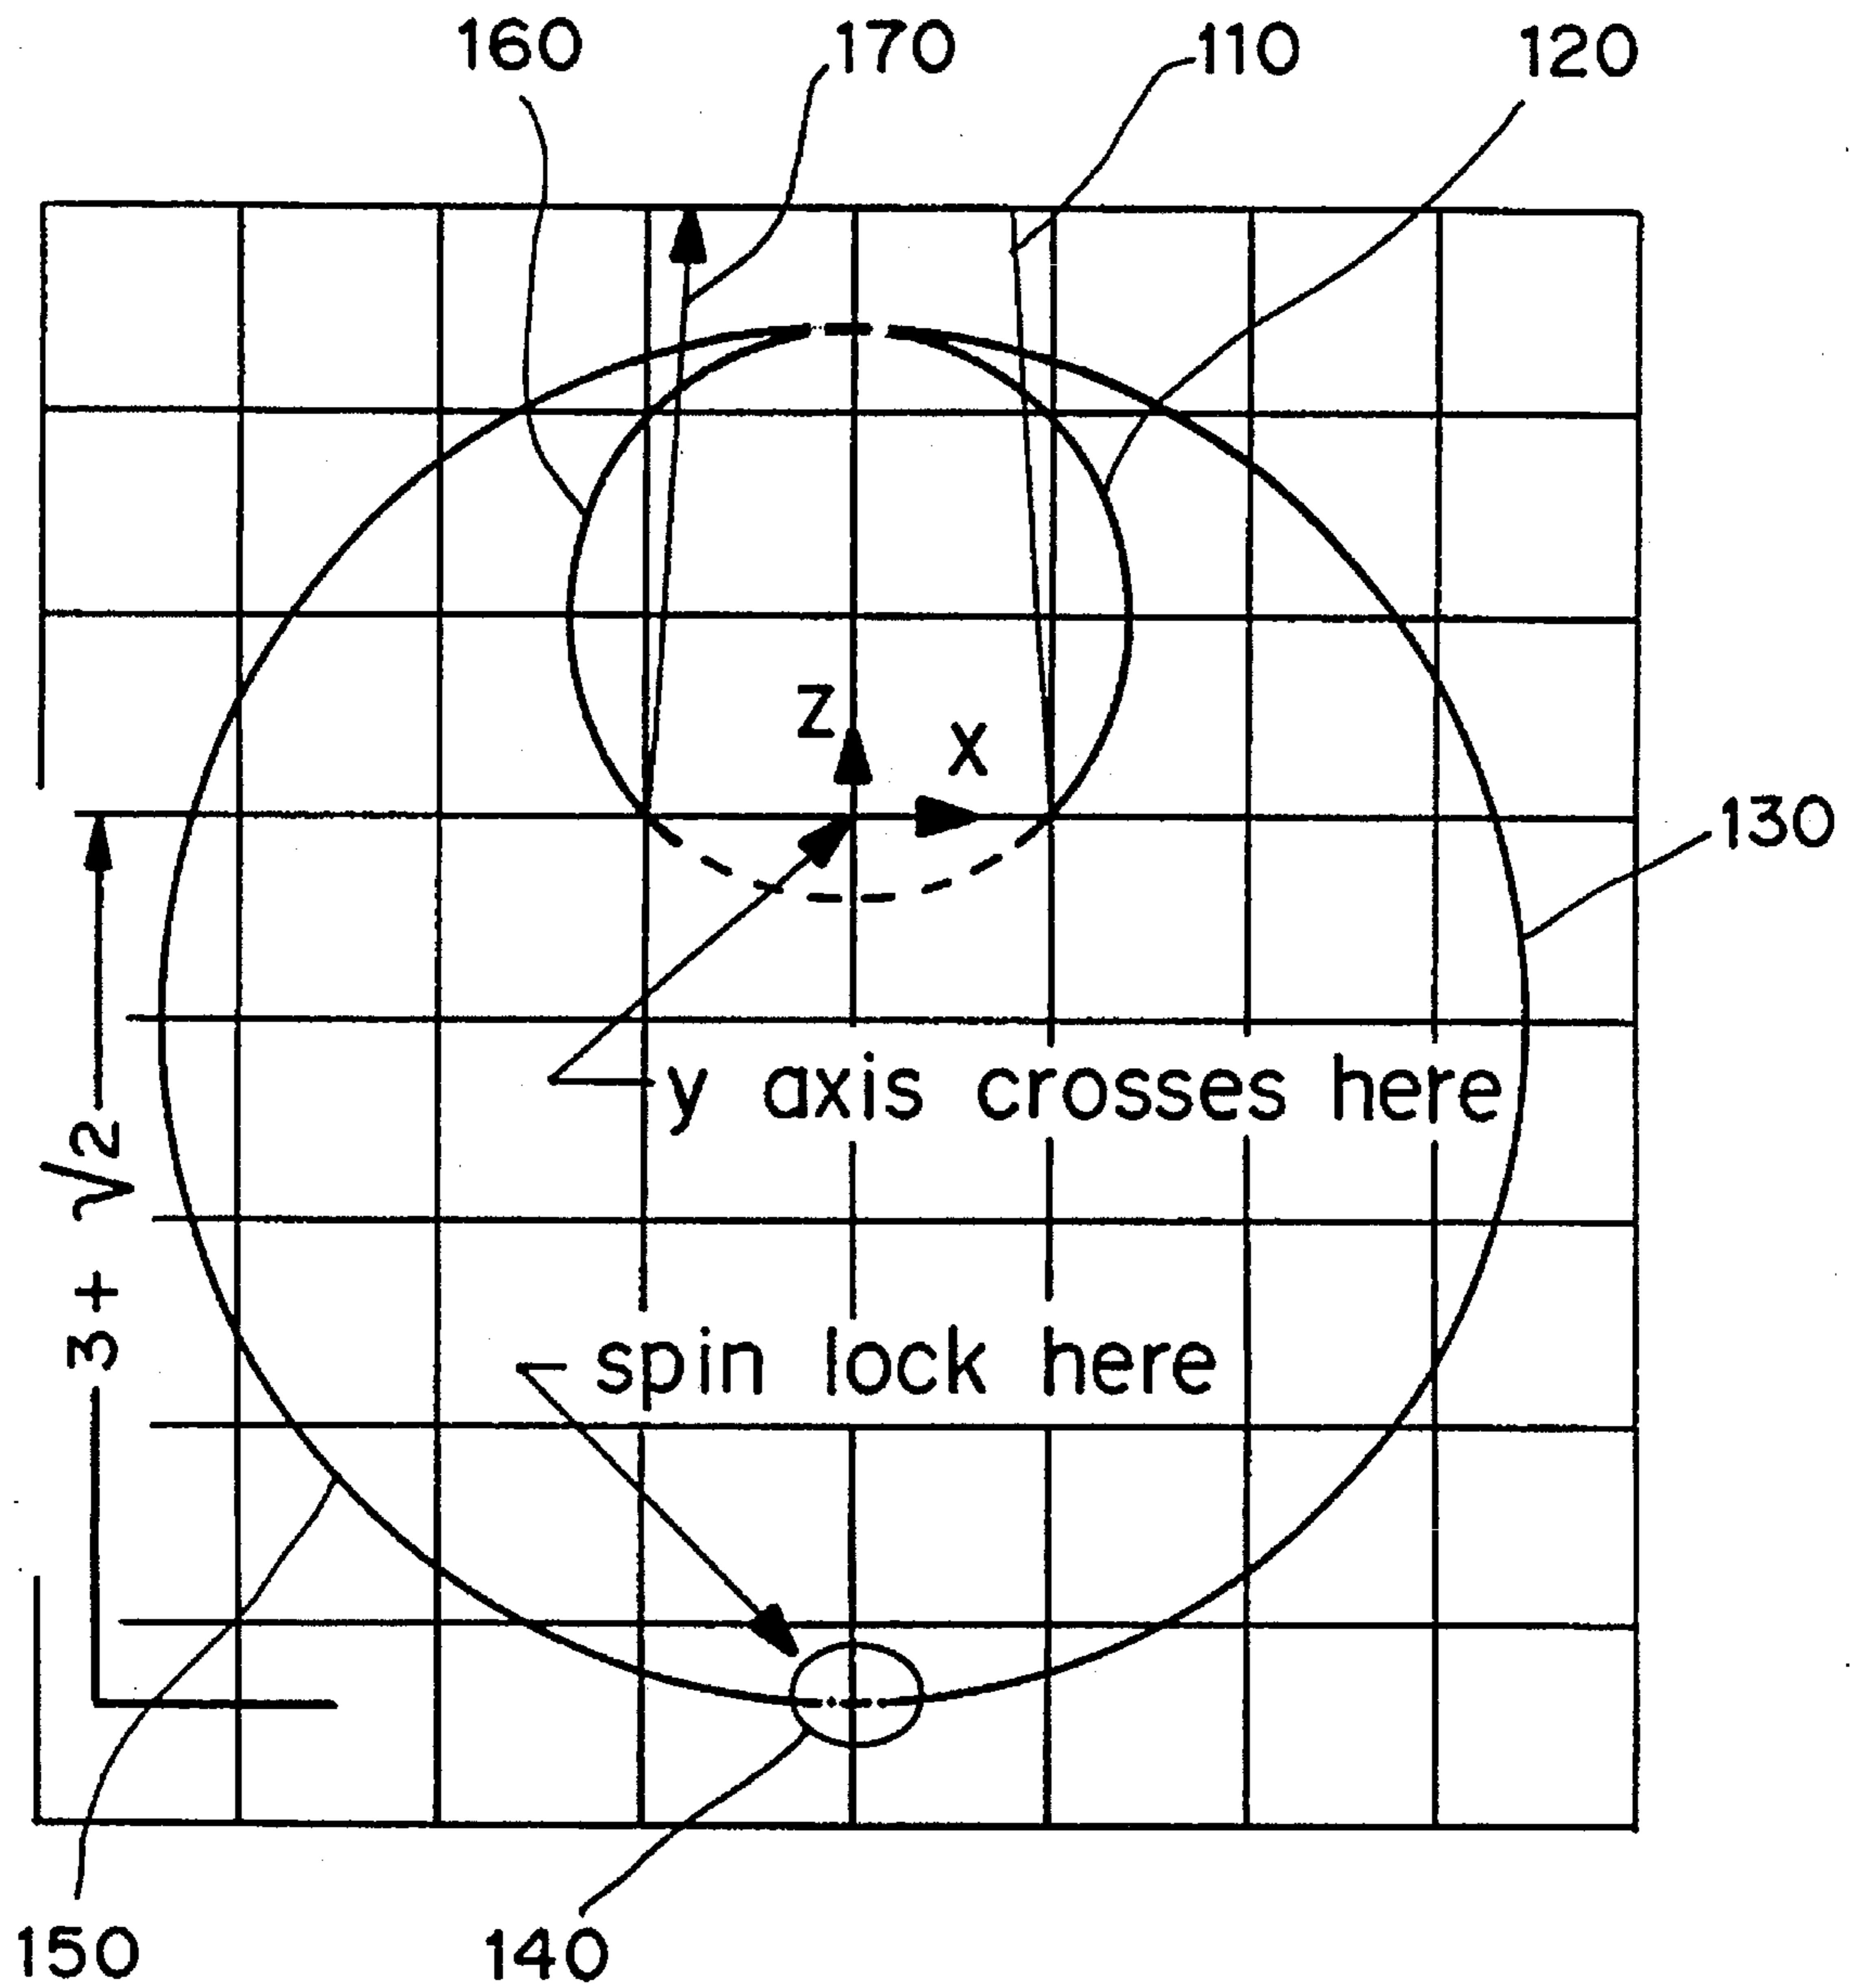 160
170
110
120
Z
X
130
y axis crosses here
3+ √2
spin lock here
150
140